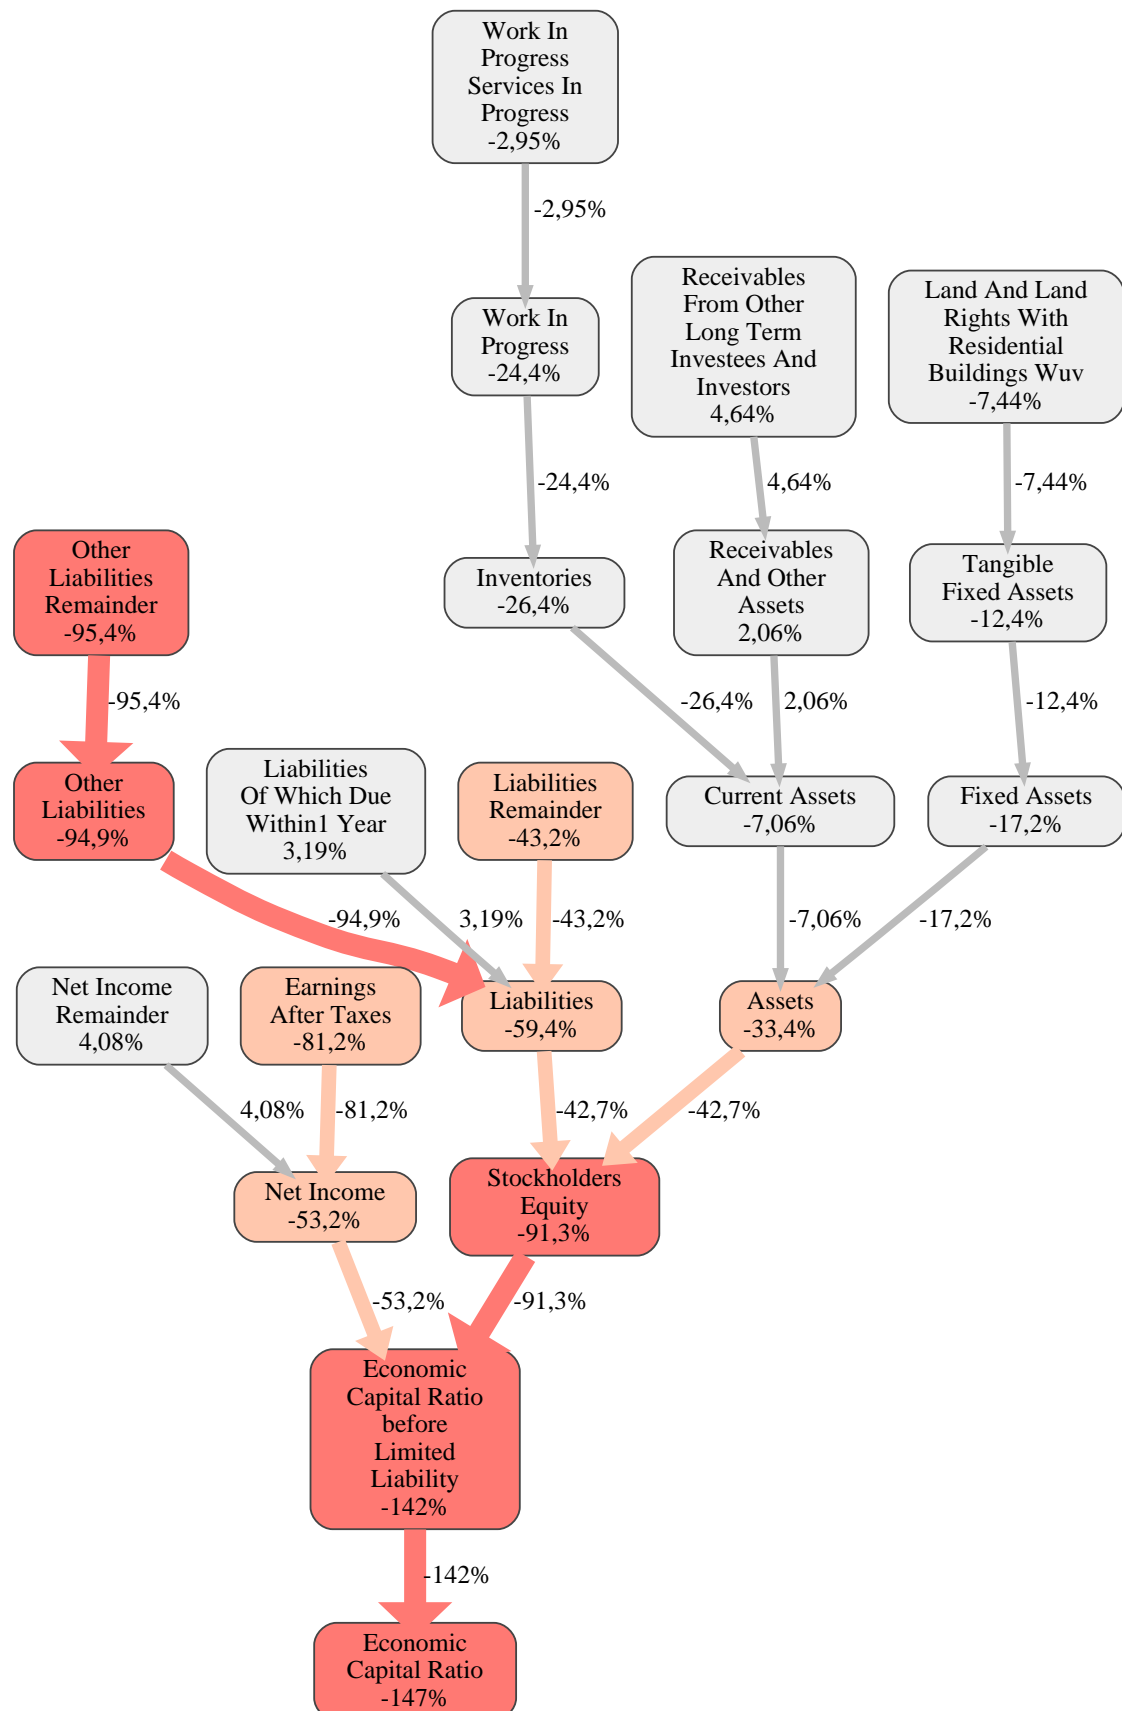 Work In
Progress
Services In
Progress
-2,95%
-2,95%
Work In
Progress
-24,4%
Receivables
From Other
Long Term
Investees And
Investors
4,64%
Land And Land
Rights With
Residential
Buildings Wuv
-7,44%
-24,4%
4,64%
-7,44%
Other
Liabilities
Remainder
-95,4%
Inventories
-26,4%
Receivables
And Other
Assets
2,06%
Tangible
Fixed Assets
-12,4%
-95,4%
-26,4%
2,06%
-12,4%
Other
Liabilities
-94,9%
Liabilities
Of Which Due
Within1 Year
3,19%
Liabilities
Remainder
-43,2%
Current Assets
-7,06%
Fixed Assets
-17,2%
-94,9%
3,19%
-43,2%
-7,06%
-17,2%
Net Income
Remainder
4,08%
Earnings
After Taxes
-81,2%
Liabilities
-59,4%
Assets
-33,4%
4,08%
-81,2%
-42,7%
-42,7%
Net Income
-53,2%
Stockholders
Equity
-91,3%
-53,2%
-91,3%
Economic
Capital Ratio
before
Limited
Liability
-142%
-142%
Economic
Capital Ratio
-147%